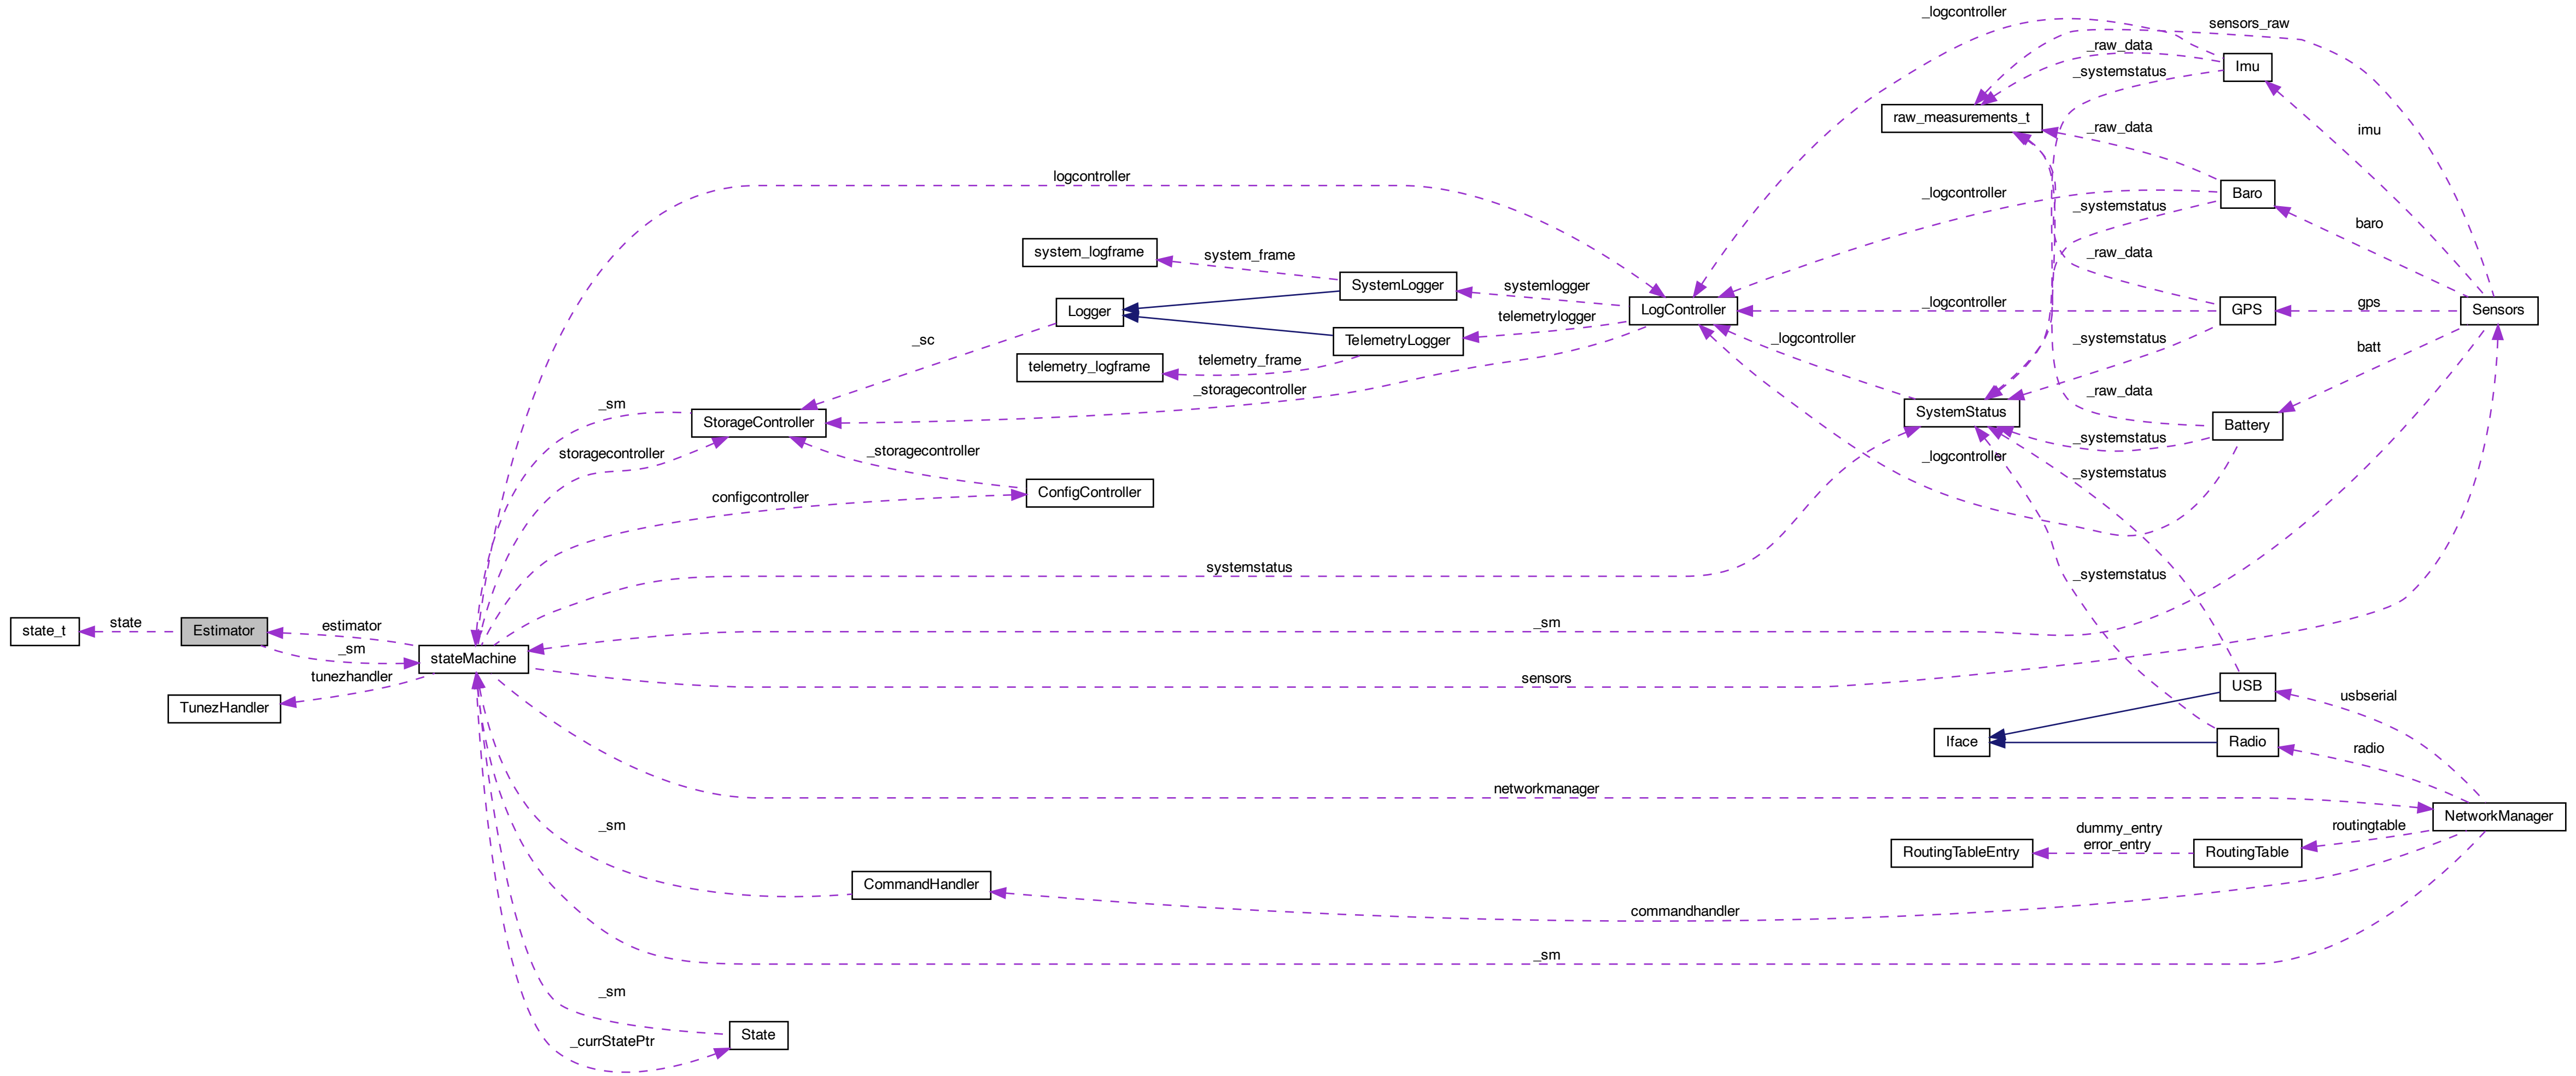 _logcontroller
sensors_raw
_raw_data
Imu
_systemstatus
raw_measurements_t
_raw_data
imu
logcontroller
_logcontroller
Baro
_systemstatus
baro
system_logframe
system_frame
_raw_data
SystemLogger
systemlogger
Logger
LogController
_logcontroller
GPS
gps
Sensors
telemetrylogger
_sc
TelemetryLogger
_logcontroller
_systemstatus
batt
telemetry_logframe
telemetry_frame
_storagecontroller
_raw_data
_sm
StorageController
SystemStatus
Battery
storagecontroller
_storagecontroller
_systemstatus
_logcontroller
_systemstatus
configcontroller
ConfigController
systemstatus
_systemstatus
state_t
state
Estimator
estimator
_sm
_sm
stateMachine
tunezhandler
sensors
USB
usbserial
TunezHandler
Iface
Radio
radio
networkmanager
NetworkManager
_sm
dummy_entry
error_entry
routingtable
RoutingTableEntry
RoutingTable
CommandHandler
commandhandler
_sm
_sm
State
_currStatePtr